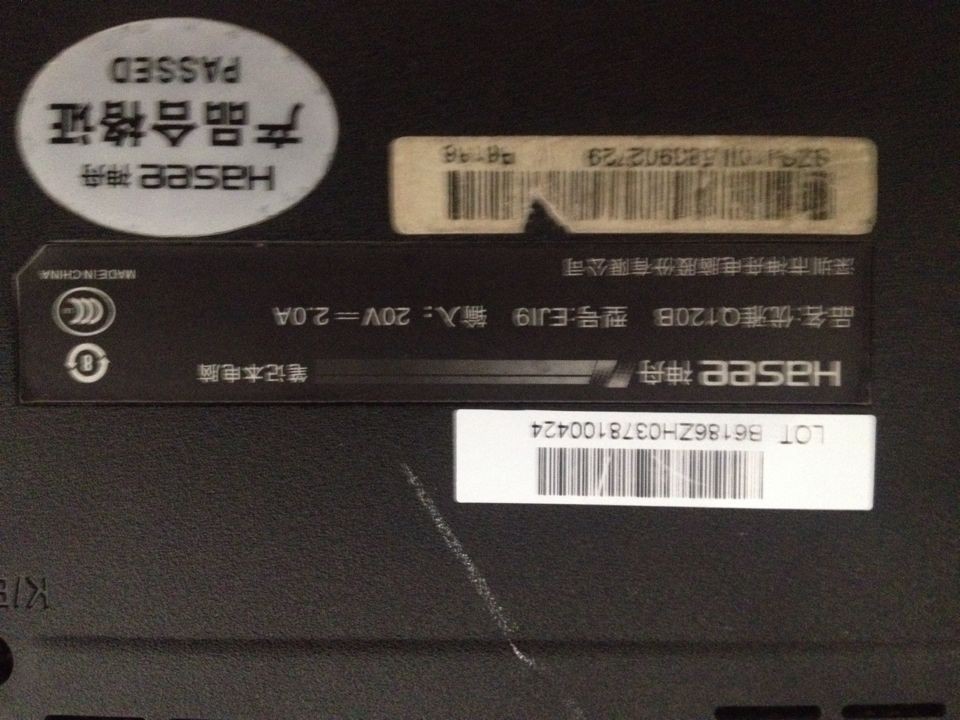 LOT: B6186ZH0378100424
Hasee 神舟 笔记本电脑
8
品名:优雅Q120B 型号:EJI9 输入: 20V⎓2.0A
深圳市神舟电脑股份有限公司
MADE IN CHINA
Hasee 神舟
产品合格证
PASSED